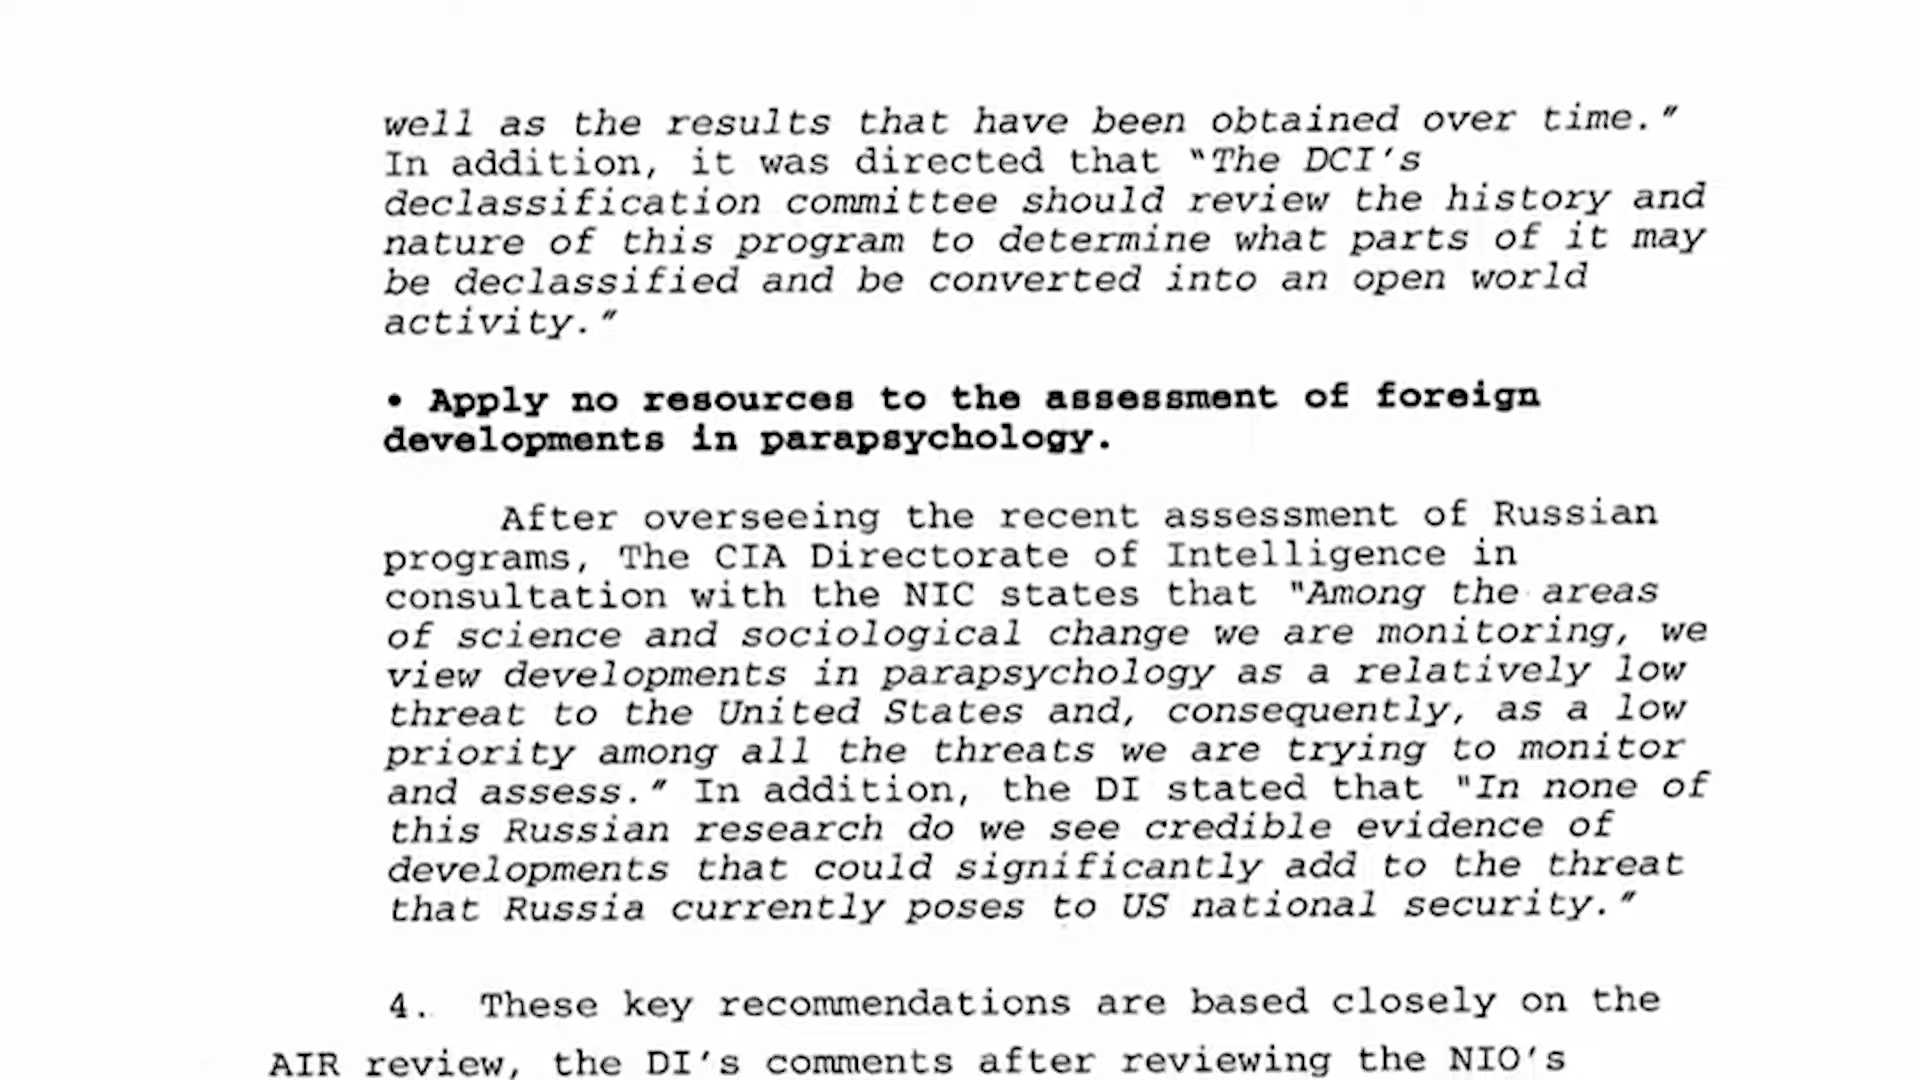 well as the results that have been obtained over time."
In addition, it was directed that "The DCI's
declassification committee should review the history and
nature of this program to determine what parts of it may
be declassified and be converted into an open world
activity."
• Apply no resources to the assessment of foreign
developments in parapsychology.
After overseeing the recent assessment of Russian
programs, The CIA Directorate of Intelligence in
consultation with the NIC states that "Among the areas
of science and sociological change we are monitoring, we
view developments in parapsychology as a relatively low
threat to the United States and, consequently, as a low
priority among all the threats we are trying to monitor
and assess." In addition, the DI stated that "In none of
this Russian research do we see credible evidence of
developments that could significantly add to the threat
that Russia currently poses to US national security."
4. These key recommendations are based closely on the
AIR review, the DI's comments after reviewing the NIO's